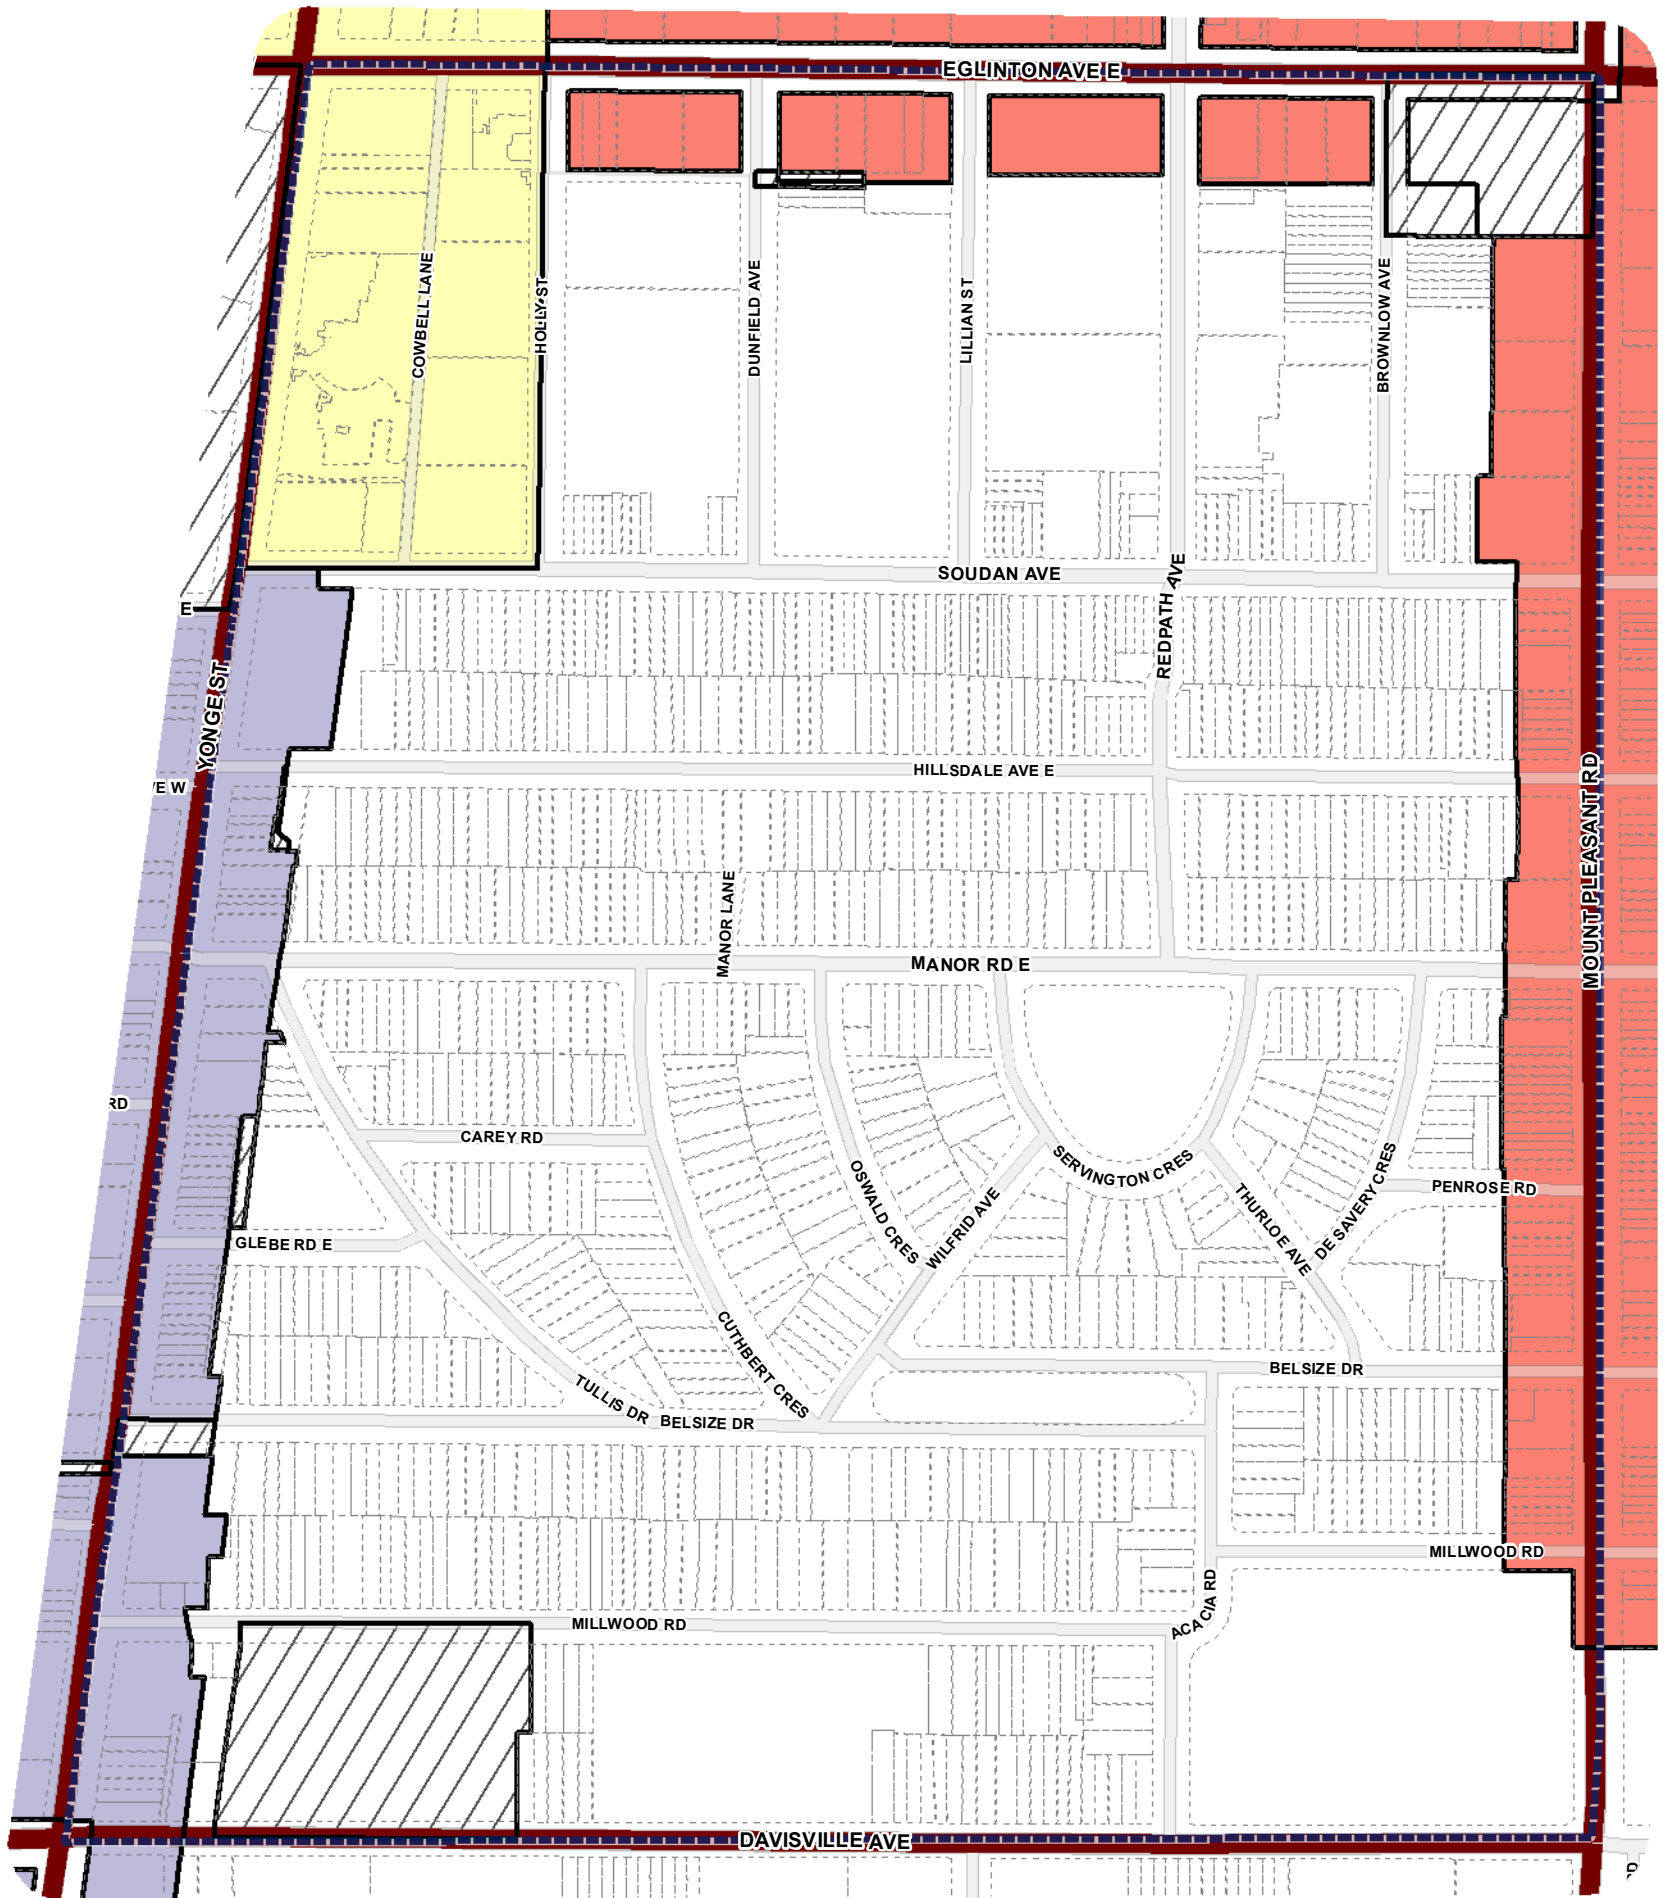 EGLINTON AVE E
COWBELL LANE
HOLLY ST
DUNFIELD AVE
LILLIAN ST
BROWNLOW AVE
SOUDAN AVE
REDPATH AVE
E
YONGE ST
HILLSDALE AVE E
VE W
MOUNT PLEASANT RD
MANOR LANE
MANOR RD E
RD
CAREY RD
OSWALD CRES
WILFRID AVE
SERVINGTON CRES
THURLOE AVE
DE SAVERY CRES
PENROSE RD
GLEBE RD E
CUTHBERT CRES
TULLIS DR
BELSIZE DR
BELSIZE DR
MILLWOOD RD
ACACIA RD
MILLWOOD RD
DAVISVILLE AVE